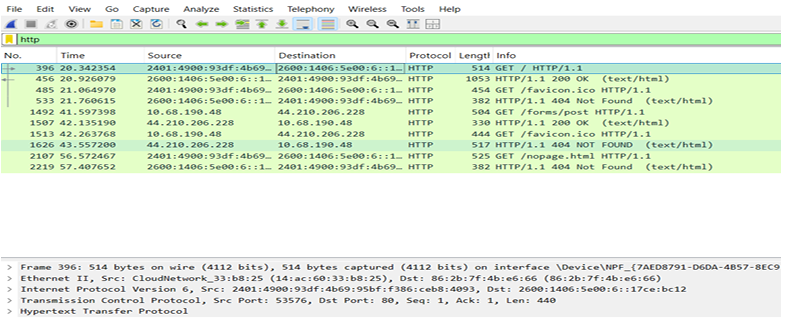 File Edit View Go Capture Analyze Statistics Telephony Wireless Tools Help
http
No. Time Source Destination Protocol Lengtl Info
396 20.342354 2401:4900:93df:4b69… 2600:1406:5e00:6::1… HTTP 514 GET / HTTP/1.1
456 20.926079 2600:1406:5e00:6::1… 2401:4900:93df:4b69… HTTP 1053 HTTP/1.1 200 OK (text/html)
485 21.064970 2401:4900:93df:4b69… 2600:1406:5e00:6::1… HTTP 454 GET /favicon.ico HTTP/1.1
533 21.760615 2600:1406:5e00:6::1… 2401:4900:93df:4b69… HTTP 382 HTTP/1.1 404 Not Found (text/html)
1492 41.597398 10.68.190.48 44.210.206.228 HTTP 504 GET /forms/post HTTP/1.1
1507 42.135190 44.210.206.228 10.68.190.48 HTTP 330 HTTP/1.1 200 OK (text/html)
1513 42.263768 10.68.190.48 44.210.206.228 HTTP 444 GET /favicon.ico HTTP/1.1
1626 43.557200 44.210.206.228 10.68.190.48 HTTP 517 HTTP/1.1 404 NOT FOUND (text/html)
2107 56.572467 2401:4900:93df:4b69… 2600:1406:5e00:6::1… HTTP 525 GET /nopage.html HTTP/1.1
2219 57.407652 2600:1406:5e00:6::1… 2401:4900:93df:4b69… HTTP 382 HTTP/1.1 404 Not Found (text/html)
> Frame 396: 514 bytes on wire (4112 bits), 514 bytes captured (4112 bits) on interface \Device\NPF_{7AED8791-D6DA-4B57-8EC9
> Ethernet II, Src: CloudNetwork_33:b8:25 (14:ac:60:33:b8:25), Dst: 86:2b:7f:4b:e6:66 (86:2b:7f:4b:e6:66)
> Internet Protocol Version 6, Src: 2401:4900:93df:4b69:95bf:f386:ceb8:4093, Dst: 2600:1406:5e00:6::17ce:bc12
> Transmission Control Protocol, Src Port: 53576, Dst Port: 80, Seq: 1, Ack: 1, Len: 440
> Hypertext Transfer Protocol